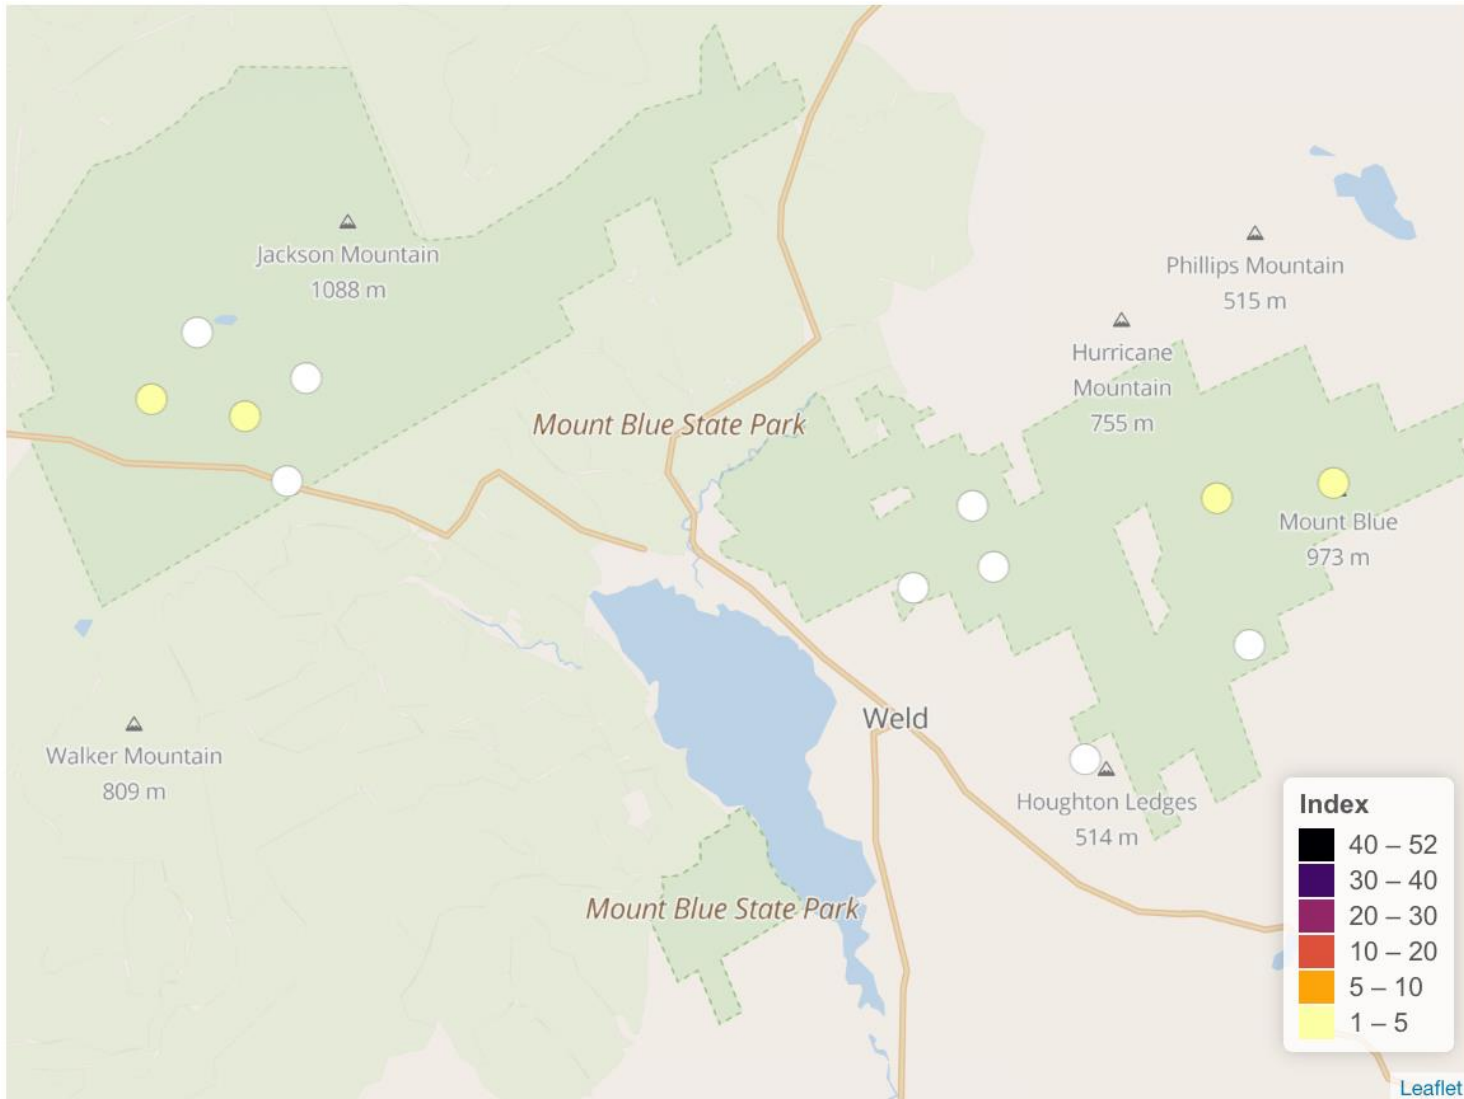 Jackson Mountain
1088 m
Phillips Mountain
515 m
Hurricane
Mountain
755 m
Mount Blue State Park
Mount Blue
973 m
Weld
Walker Mountain
809 m
Houghton Ledges
514 m
Mount Blue State Park
Index
40 – 52
30 – 40
20 – 30
10 – 20
5 – 10
1 – 5
Leaflet